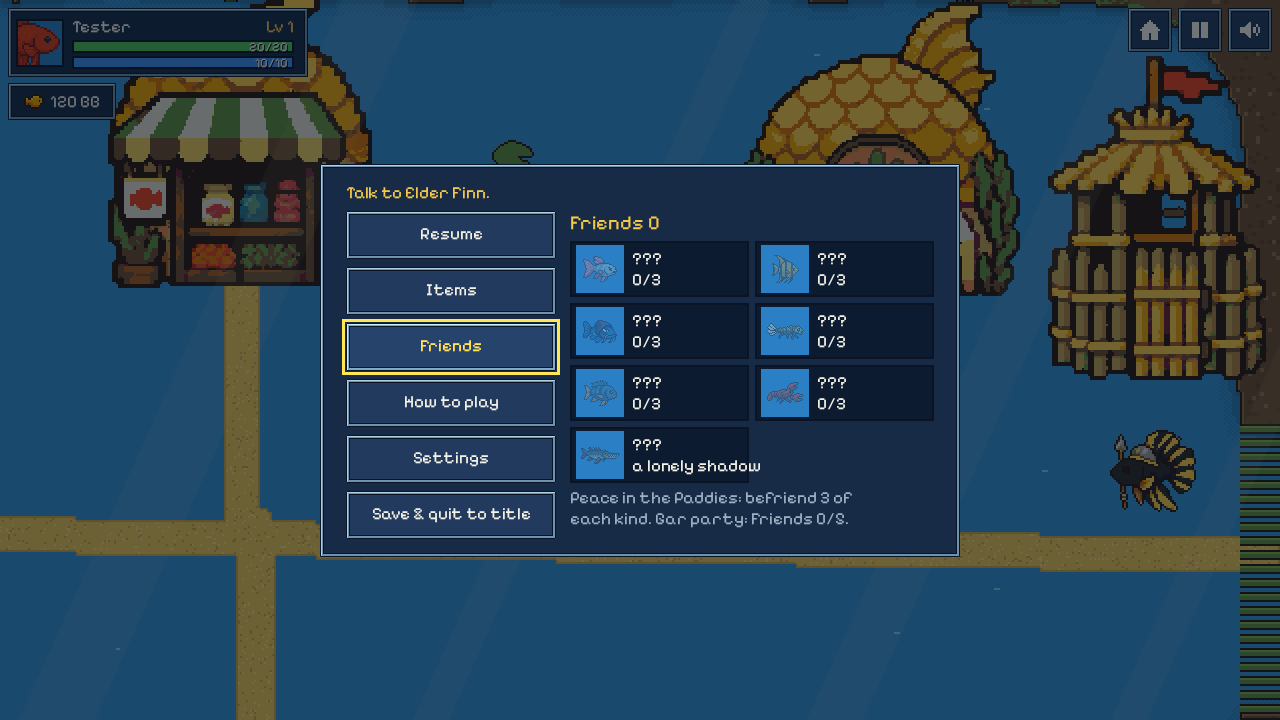 Tester Lv 1
20/20
10/10
120 GG
Talk to Elder Finn.
Resume
Items
Friends
How to play
Settings
Save & quit to title
Friends 0
??? ???
0/3 0/3
??? ???
0/3 0/3
??? ???
0/3 0/3
???
a lonely shadow
Peace in the Paddies: befriend 3 of
each kind. Gar party: Friends 0/8.